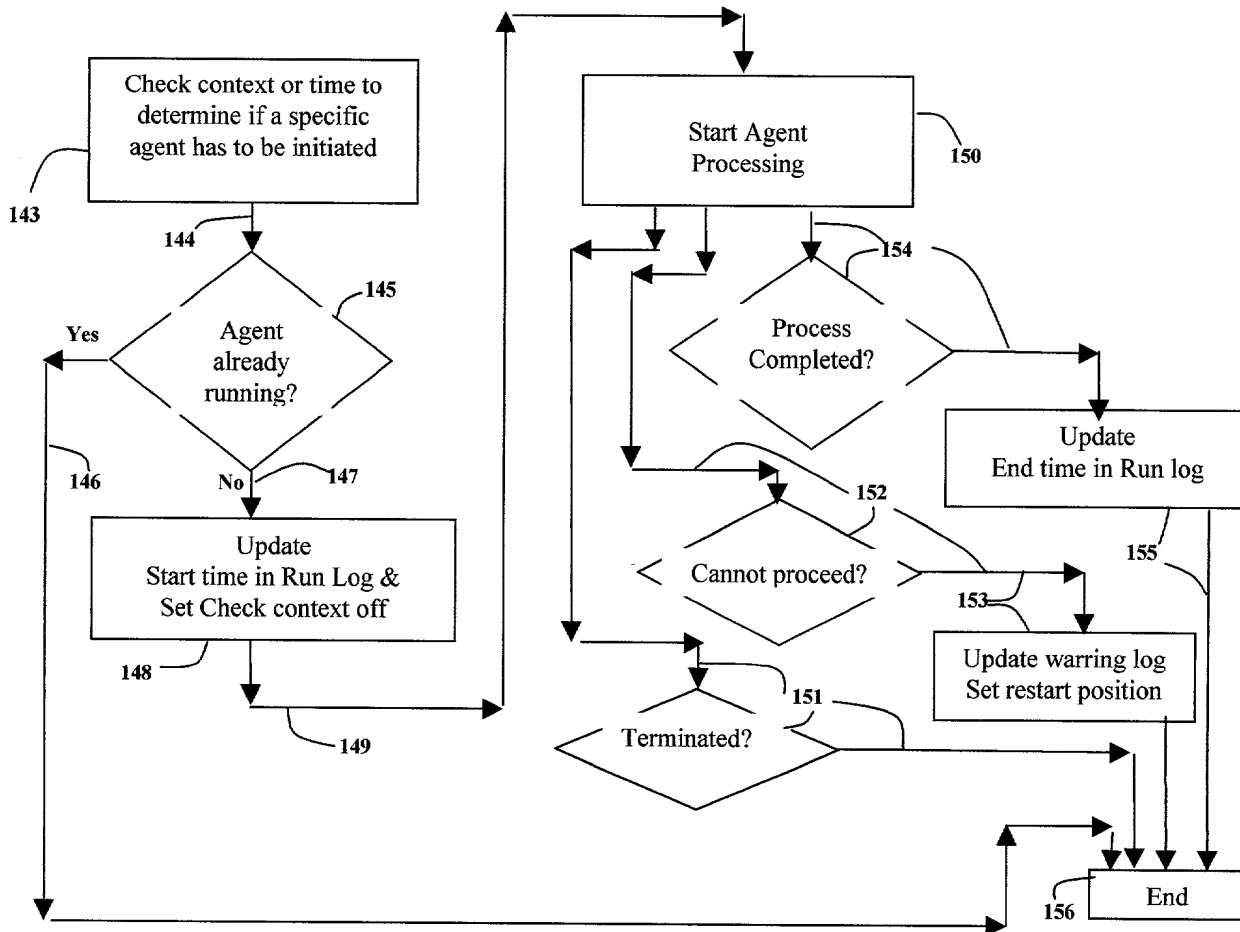 Check context or time to
determine if a specific
agent has to be initiated
143
144
145
Yes
Agent
already
running?
146
No
147
Update
Start time in Run Log &
Set Check context off
148
149
Start Agent
Processing
150
154
Process
Completed?
Update
End time in Run log
155
152
Cannot proceed?
153
Update warring log
Set restart position
151
Terminated?
156
End